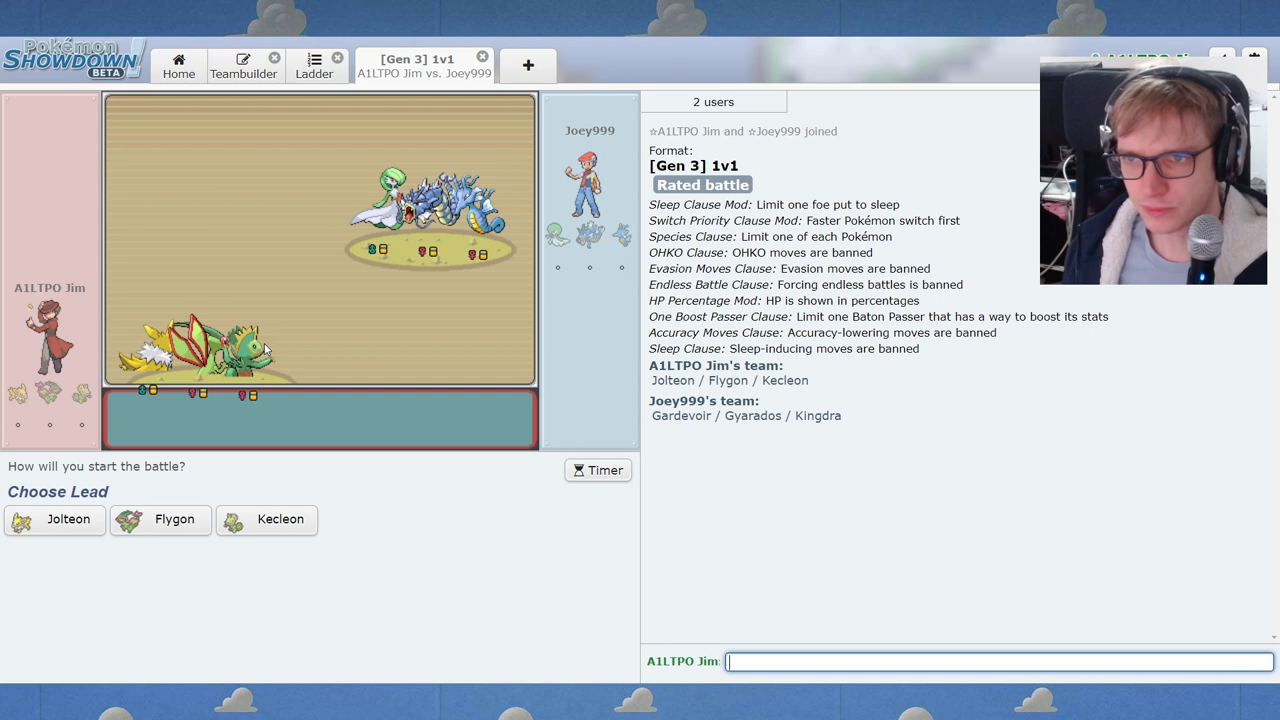 Pokémon
SHOWDOWN!
BETA
Home
Teambuilder
Ladder
[Gen 3] 1v1
A1LTPO Jim vs. Joey999
A1LTPO Jim
Joey999
A1LTPO Jim
2 users
☆A1LTPO Jim and ☆Joey999 joined
Format:
[Gen 3] 1v1
Rated battle
Sleep Clause Mod: Limit one foe put to sleep
Switch Priority Clause Mod: Faster Pokémon switch first
Species Clause: Limit one of each Pokémon
OHKO Clause: OHKO moves are banned
Evasion Moves Clause: Evasion moves are banned
Endless Battle Clause: Forcing endless battles is banned
HP Percentage Mod: HP is shown in percentages
One Boost Passer Clause: Limit one Baton Passer that has a way to boost its stats
Accuracy Moves Clause: Accuracy-lowering moves are banned
Sleep Clause: Sleep-inducing moves are banned
A1LTPO Jim's team:
Jolteon / Flygon / Kecleon
Joey999's team:
Gardevoir / Gyarados / Kingdra
How will you start the battle?
Timer
Choose Lead
Jolteon
Flygon
Kecleon
A1LTPO Jim: